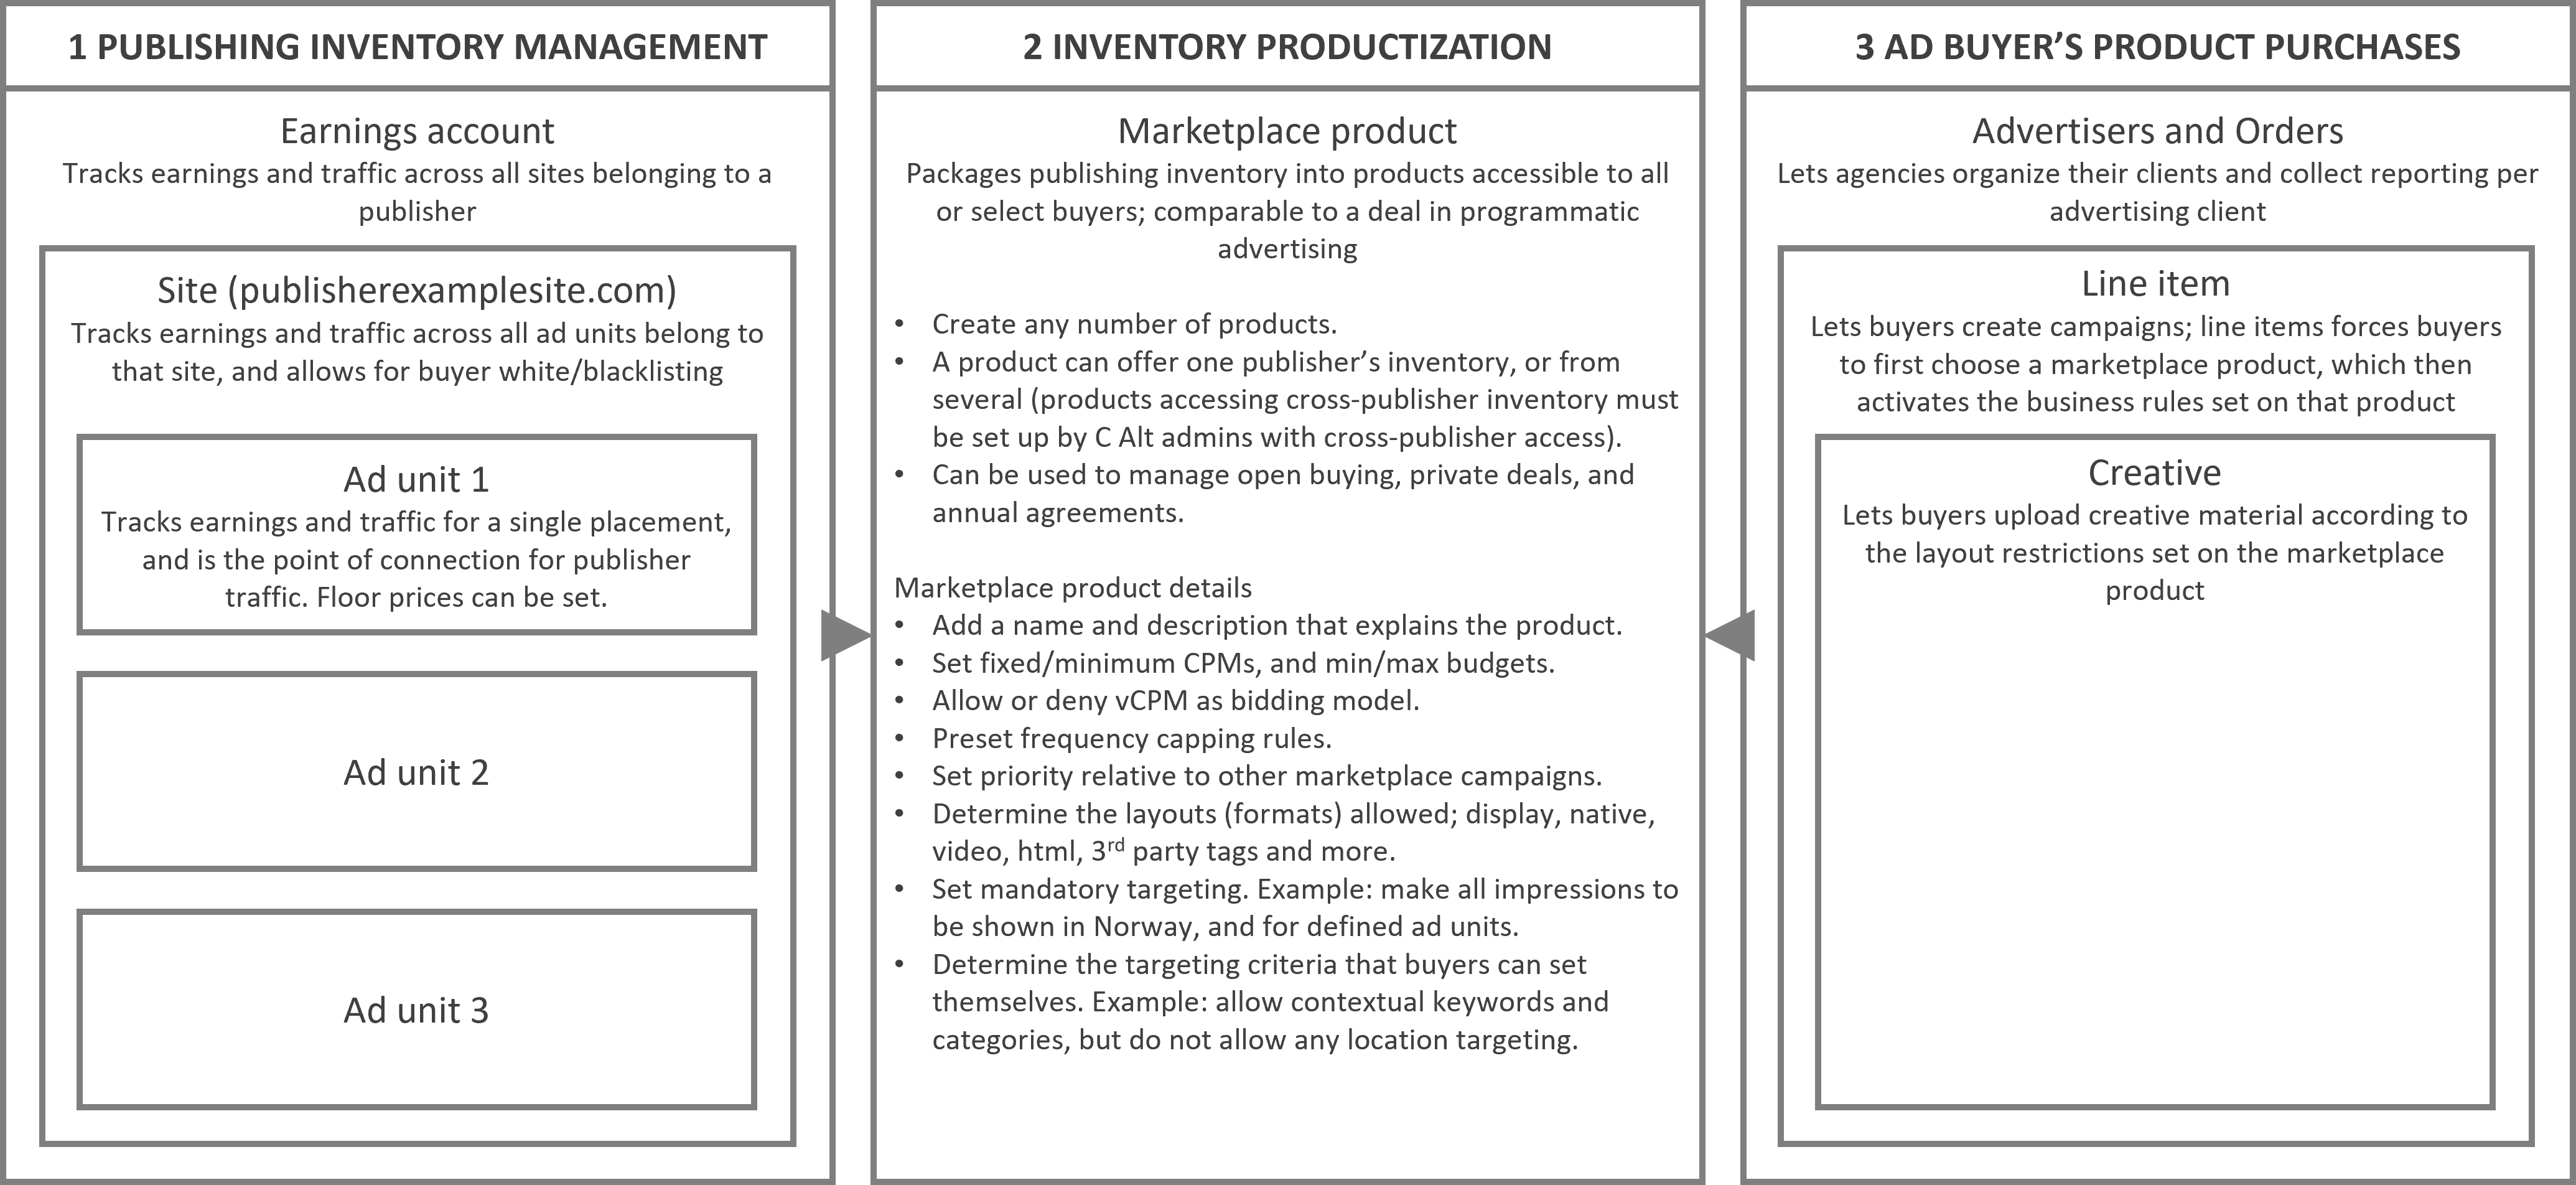 1 PUBLISHING INVENTORY MANAGEMENT
Earnings account
Tracks earnings and traffic across all sites belonging to a
publisher
Site (publisherexamplesite.com)
Tracks earnings and traffic across all ad units belong to
that site, and allows for buyer white/blacklisting
Ad unit 1
Tracks earnings and traffic for a single placement,
and is the point of connection for publisher
traffic. Floor prices can be set.
Ad unit 2
Ad unit 3
2 INVENTORY PRODUCTIZATION
Marketplace product
Packages publishing inventory into products accessible to all
or select buyers; comparable to a deal in programmatic
advertising
• Create any number of products.
• A product can offer one publisher’s inventory, or from
several (products accessing cross-publisher inventory must
be set up by C Alt admins with cross-publisher access).
• Can be used to manage open buying, private deals, and
annual agreements.
Marketplace product details
• Add a name and description that explains the product.
• Set fixed/minimum CPMs, and min/max budgets.
• Allow or deny vCPM as bidding model.
• Preset frequency capping rules.
• Set priority relative to other marketplace campaigns.
• Determine the layouts (formats) allowed; display, native,
video, html, 3rd party tags and more.
• Set mandatory targeting. Example: make all impressions to
be shown in Norway, and for defined ad units.
• Determine the targeting criteria that buyers can set
themselves. Example: allow contextual keywords and
categories, but do not allow any location targeting.
3 AD BUYER’S PRODUCT PURCHASES
Advertisers and Orders
Lets agencies organize their clients and collect reporting per
advertising client
Line item
Lets buyers create campaigns; line items forces buyers
to first choose a marketplace product, which then
activates the business rules set on that product
Creative
Lets buyers upload creative material according to
the layout restrictions set on the marketplace
product